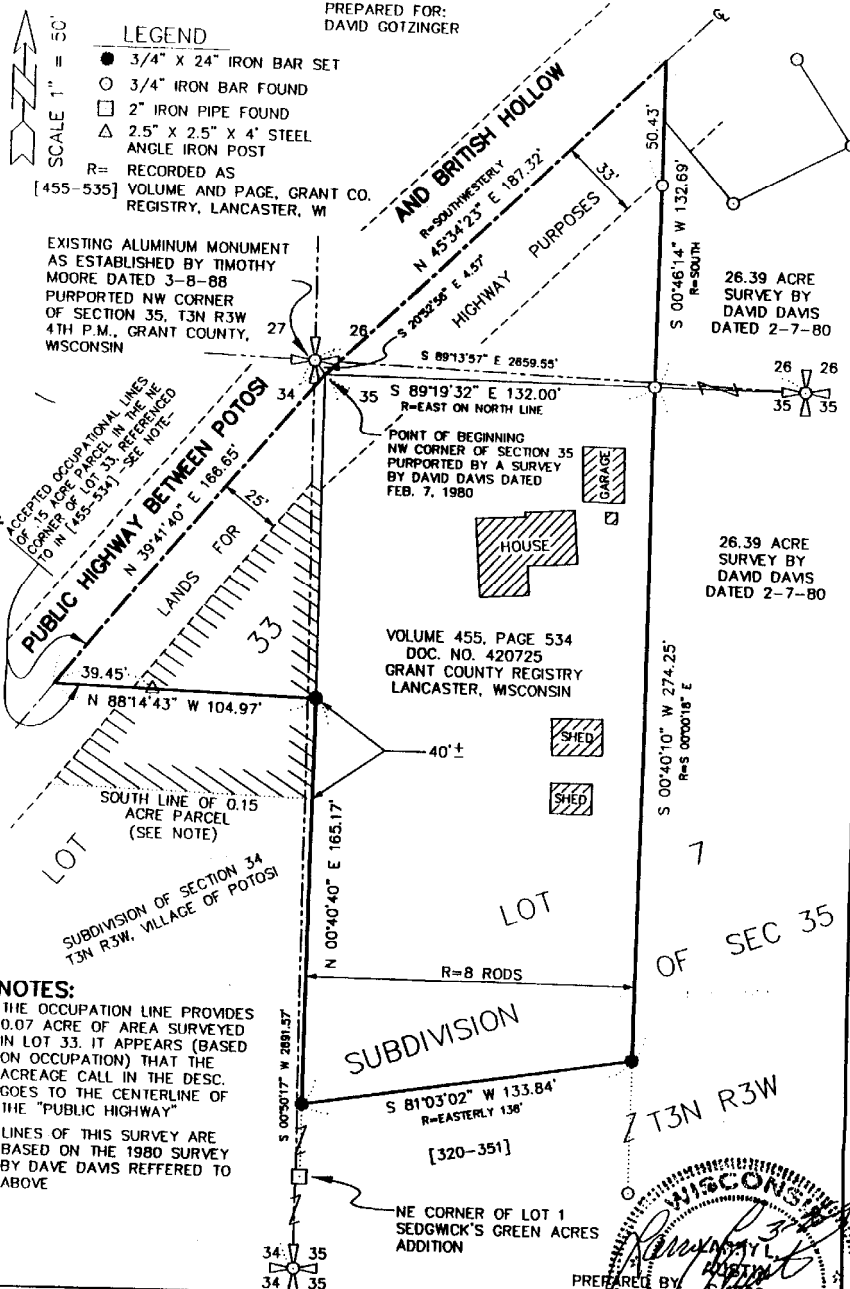 PREPARED FOR:
DAVID GOTZINGER
SCALE 1" = 50'
LEGEND
3/4" X 24" IRON BAR SET
3/4" IRON BAR FOUND
2" IRON PIPE FOUND
2.5" X 2.5" X 4' STEEL
ANGLE IRON POST
R= RECORDED AS
[455-535] VOLUME AND PAGE, GRANT CO.
REGISTRY, LANCASTER, WI
EXISTING ALUMINUM MONUMENT
AS ESTABLISHED BY TIMOTHY
MOORE DATED 3-8-88
PURPORTED NW CORNER
OF SECTION 35, T3N R3W
4TH P.M., GRANT COUNTY,
WISCONSIN
27 26
34 35
AND BRITISH HOLLOW
R=SOUTHWESTERLY
N 45°34'23" E 187.32'
33'
HIGHWAY PURPOSES
S 20°52'56" E 4.57'
50.43'
S 00°46'14" W 132.69'
R=SOUTH
26.39 ACRE
SURVEY BY
DAVID DAVIS
DATED 2-7-80
S 89°13'57" E 2659.55'
S 89°19'32" E 132.00'
R=EAST ON NORTH LINE
26 26
35 35
ACCEPTED OCCUPATIONAL LINES
OF .15 ACRE PARCEL IN THE NE
CORNER OF LOT 33, REFERENCED
TO IN [455-534] -SEE NOTE-
PUBLIC HIGHWAY BETWEEN POTOSI
N 39°41'40" E 166.65'
25'
LANDS FOR
33
POINT OF BEGINNING
NW CORNER OF SECTION 35
PURPORTED BY A SURVEY
BY DAVID DAVIS DATED
FEB. 7, 1980
GARAGE
HOUSE
26.39 ACRE
SURVEY BY
DAVID DAVIS
DATED 2-7-80
VOLUME 455, PAGE 534
DOC. NO. 420725
GRANT COUNTY REGISTRY
LANCASTER, WISCONSIN
39.45'
N 88°14'43" W 104.97'
40'±
SHED
SHED
S 00°40'10" W 274.25'
R=S 00°00'18" E
SOUTH LINE OF 0.15
ACRE PARCEL
(SEE NOTE)
LOT
SUBDIVISION OF SECTION 34
T3N R3W, VILLAGE OF POTOSI
N 00°40'40" E 165.17'
LOT 7
R=8 RODS
SUBDIVISION OF SEC 35
T3N R3W
NOTES:
THE OCCUPATION LINE PROVIDES
0.07 ACRE OF AREA SURVEYED
IN LOT 33. IT APPEARS (BASED
ON OCCUPATION) THAT THE
ACREAGE CALL IN THE DESC.
GOES TO THE CENTERLINE OF
THE "PUBLIC HIGHWAY"
LINES OF THIS SURVEY ARE
BASED ON THE 1980 SURVEY
BY DAVE DAVIS REFFERED TO
ABOVE
S 00°50'17" W 2691.57'
S 81°03'02" W 133.84'
R=EASTERLY 136'
[320-351]
NE CORNER OF LOT 1
SEDGWICK'S GREEN ACRES
ADDITION
34 35
34 35
WISCONS
AUSTIN
PREPARED BY